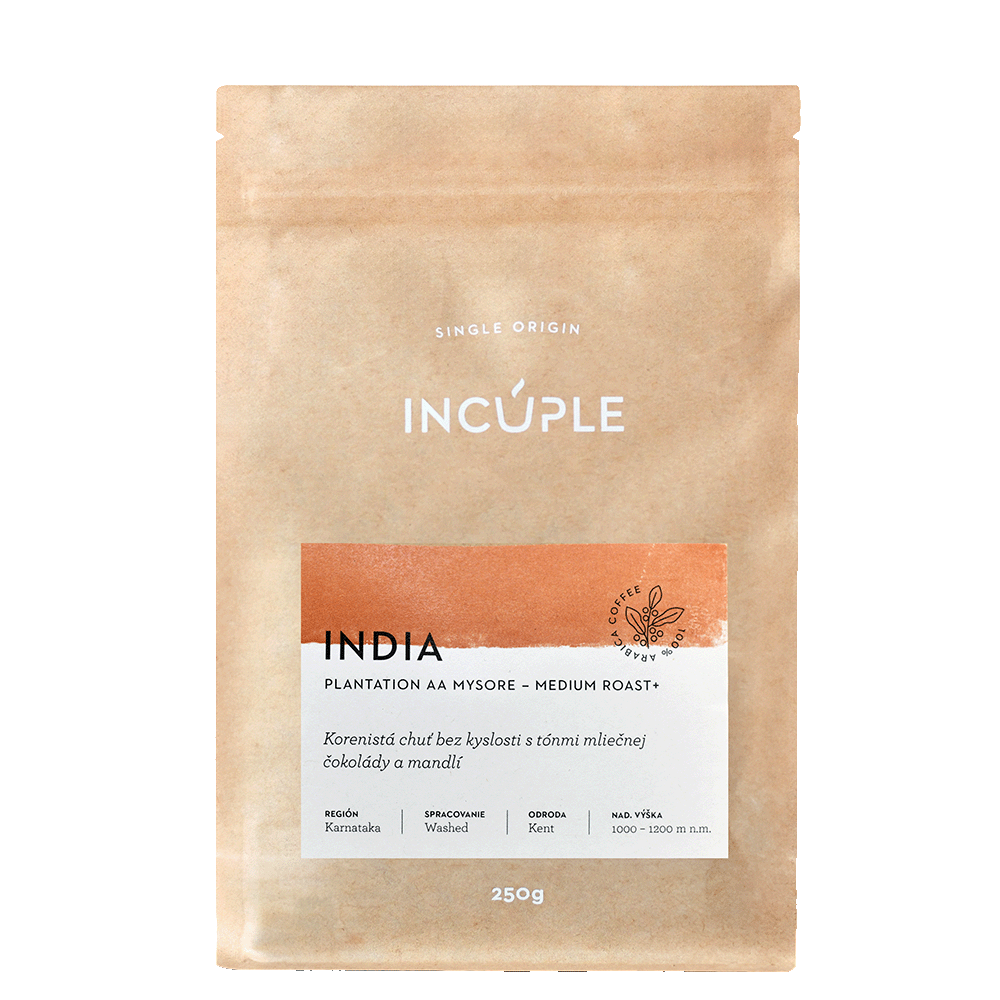 SINGLE ORIGIN
INCÚPLE
100% ARABICA COFFEE
INDIA
PLANTATION AA MYSORE – MEDIUM ROAST+
Korenistá chuť bez kyslosti s tónmi mliečnej
čokolády a mandlí
REGIÓN
Karnataka
SPRACOVANIE
Washed
ODRODA
Kent
NAD. VÝŠKA
1000 – 1200 m n.m.
250g